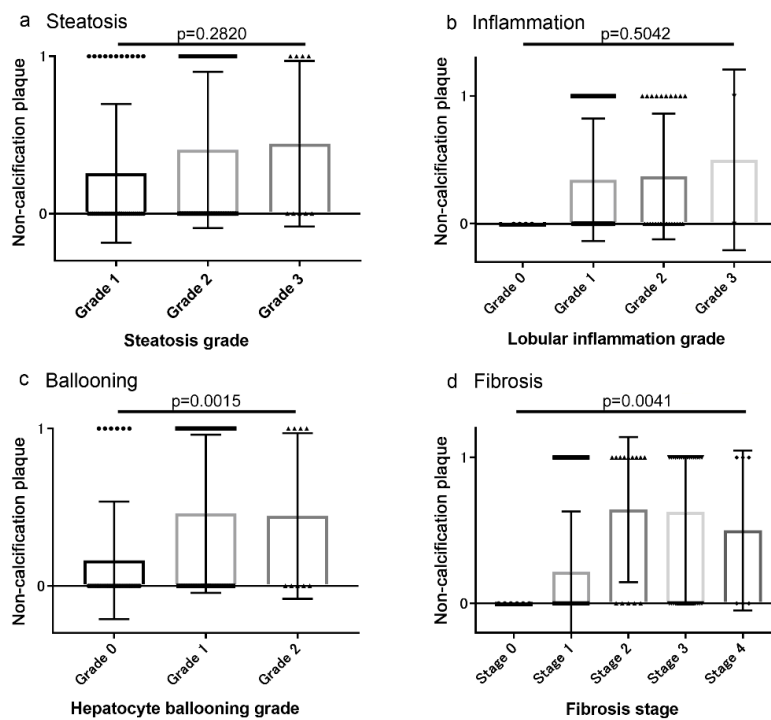 a Steatosis
p=0.2820
Non-calcification plaque
1
0
Grade 1
Grade 2
Grade 3
Steatosis grade
b Inflammation
p=0.5042
Non-calcification plaque
1
0
Grade 0
Grade 1
Grade 2
Grade 3
Lobular inflammation grade
c Ballooning
p=0.0015
Non-calcification plaque
1
0
Grade 0
Grade 1
Grade 2
Hepatocyte ballooning grade
d Fibrosis
p=0.0041
Non-calcification plaque
1
0
Stage 0
Stage 1
Stage 2
Stage 3
Stage 4
Fibrosis stage